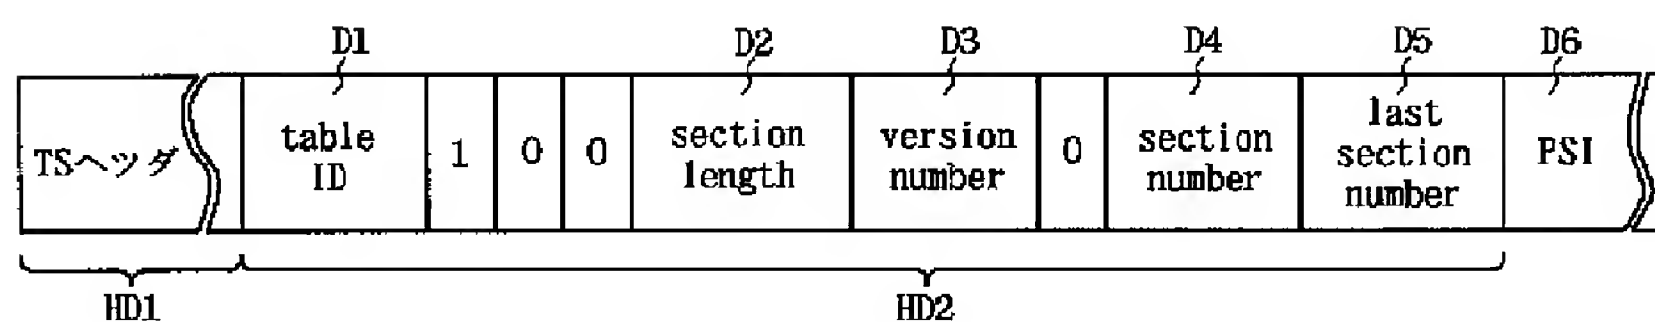 D1 D2 D3 D4 D5 D6
TSヘッダ
table
ID
1
0
0
section
length
version
number
0
section
number
last
section
number
PSI
HD1 HD2